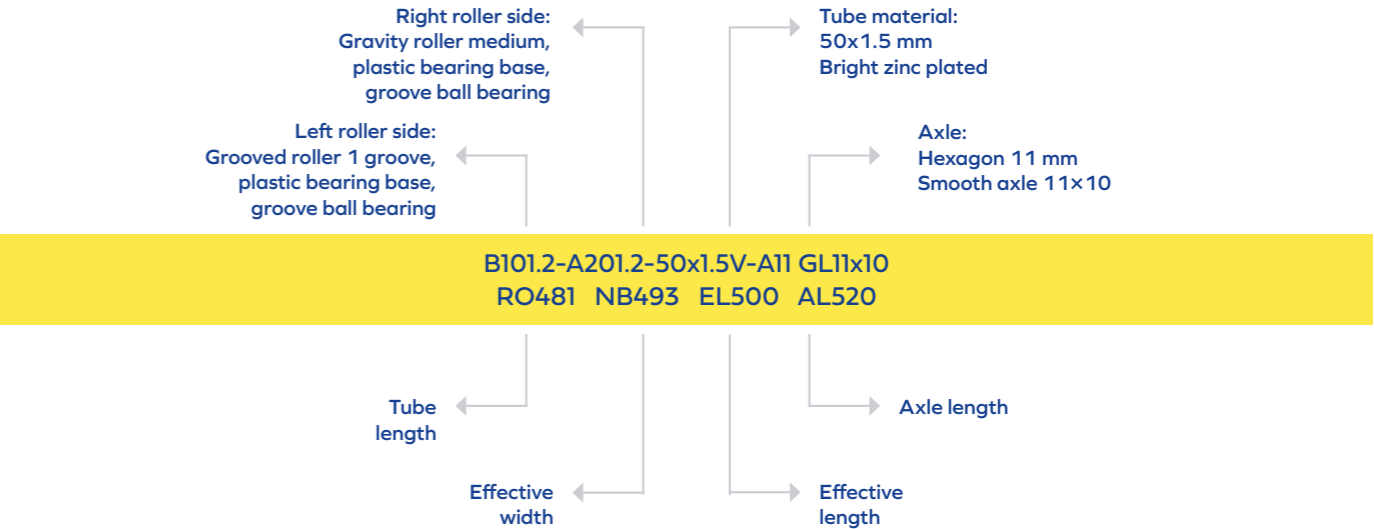 Right roller side:
Gravity roller medium,
plastic bearing base,
groove ball bearing
Tube material:
50x1.5 mm
Bright zinc plated
Left roller side:
Grooved roller 1 groove,
plastic bearing base,
groove ball bearing
Axle:
Hexagon 11 mm
Smooth axle 11×10
B101.2-A201.2-50x1.5V-A11 GL11x10
RO481 NB493 EL500 AL520
Tube
length
Axle length
Effective
width
Effective
length